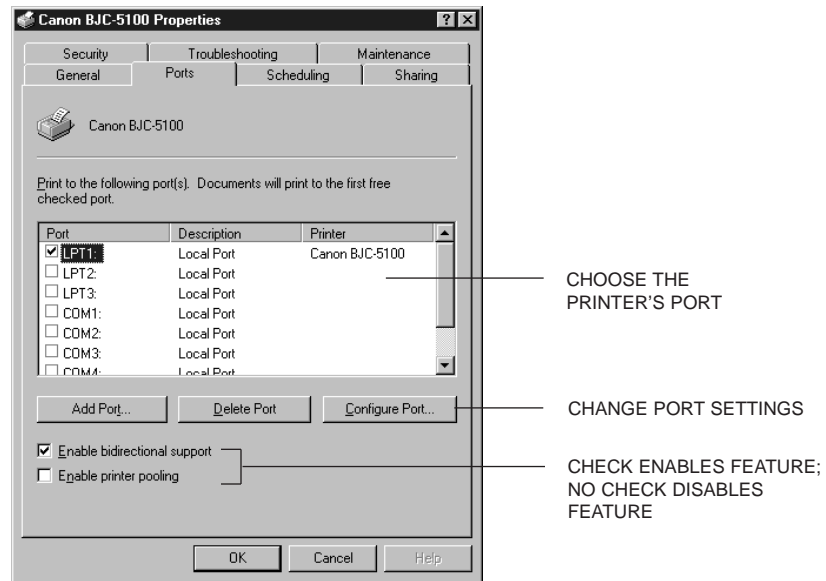 Canon BJC-5100 Properties
Security Troubleshooting Maintenance
General Ports Scheduling Sharing
Canon BJC-5100
Print to the following port(s). Documents will print to the first free
checked port.
Port Description Printer
LPT1: Local Port Canon BJC-5100
LPT2: Local Port
LPT3: Local Port
COM1: Local Port
COM2: Local Port
COM3: Local Port
COM4: Local Port
Add Port... Delete Port Configure Port...
Enable bidirectional support
Enable printer pooling
OK Cancel Help
CHOOSE THE
PRINTER'S PORT
CHANGE PORT SETTINGS
CHECK ENABLES FEATURE;
NO CHECK DISABLES
FEATURE